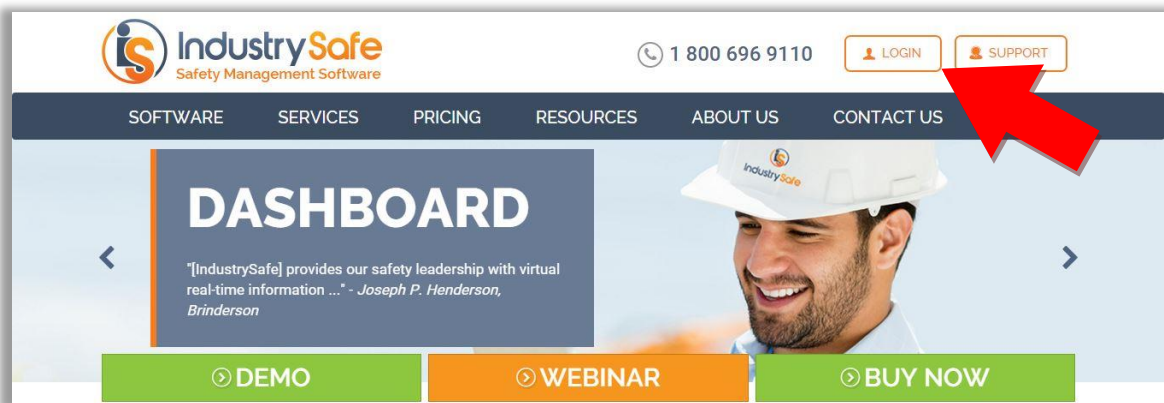 IndustrySafe
Safety Management Software
1 800 696 9110
LOGIN
SUPPORT
SOFTWARE SERVICES PRICING RESOURCES ABOUT US CONTACT US
DASHBOARD
"[IndustrySafe] provides our safety leadership with virtual
real-time information ..." - Joseph P. Henderson,
Brinderson
IndustrySafe
DEMO
WEBINAR
BUY NOW